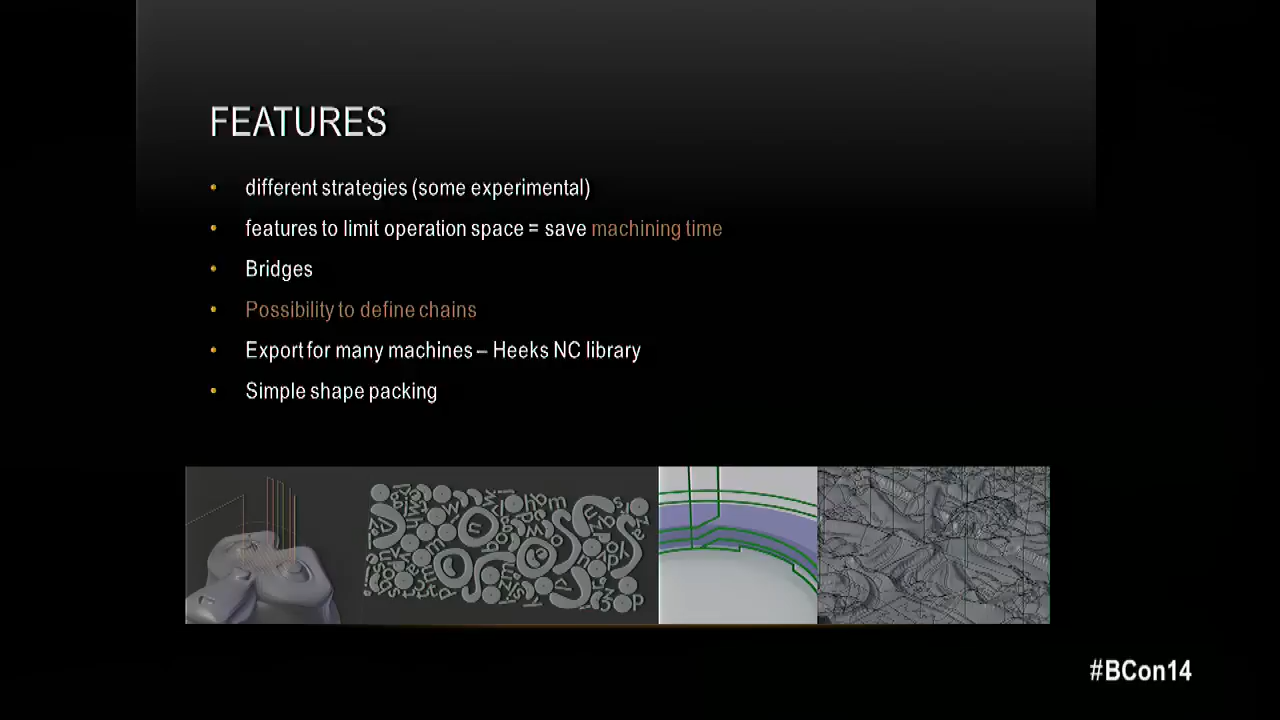 FEATURES
different strategies (some experimental)
features to limit operation space = save machining time
Bridges
Possibility to define chains
Export for many machines – Heeks NC library
Simple shape packing
#BCon14